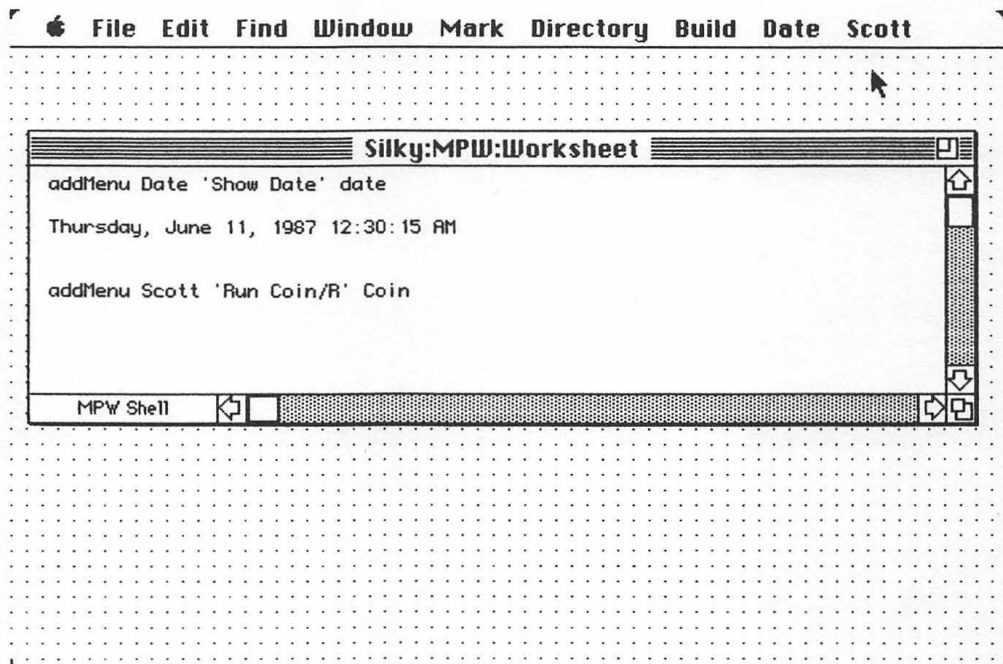 File Edit Find Window Mark Directory Build Date Scott
Silky:MPW:Worksheet
addMenu Date 'Show Date' date
Thursday, June 11, 1987 12:30:15 AM
addMenu Scott 'Run Coin/R' Coin
MPW Shell